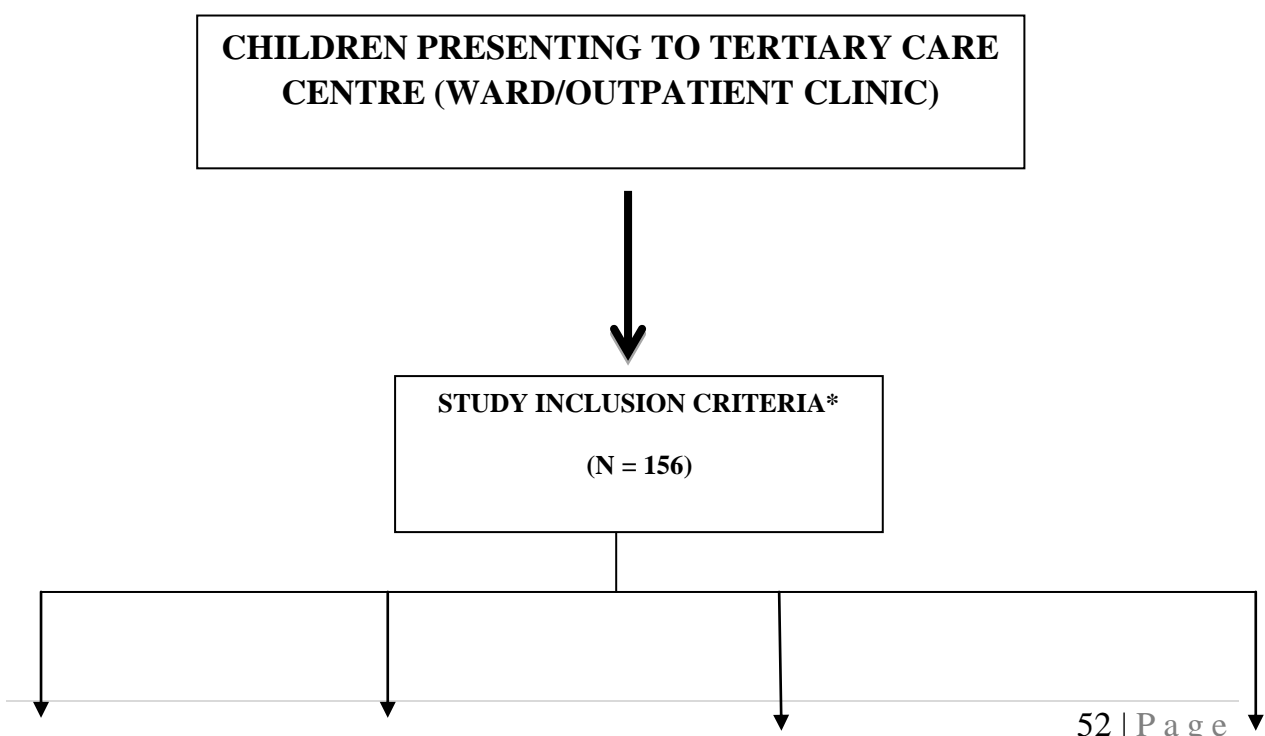 CHILDREN PRESENTING TO TERTIARY CARE
CENTRE (WARD/OUTPATIENT CLINIC)
STUDY INCLUSION CRITERIA*
(N = 156)
52 | P a g e